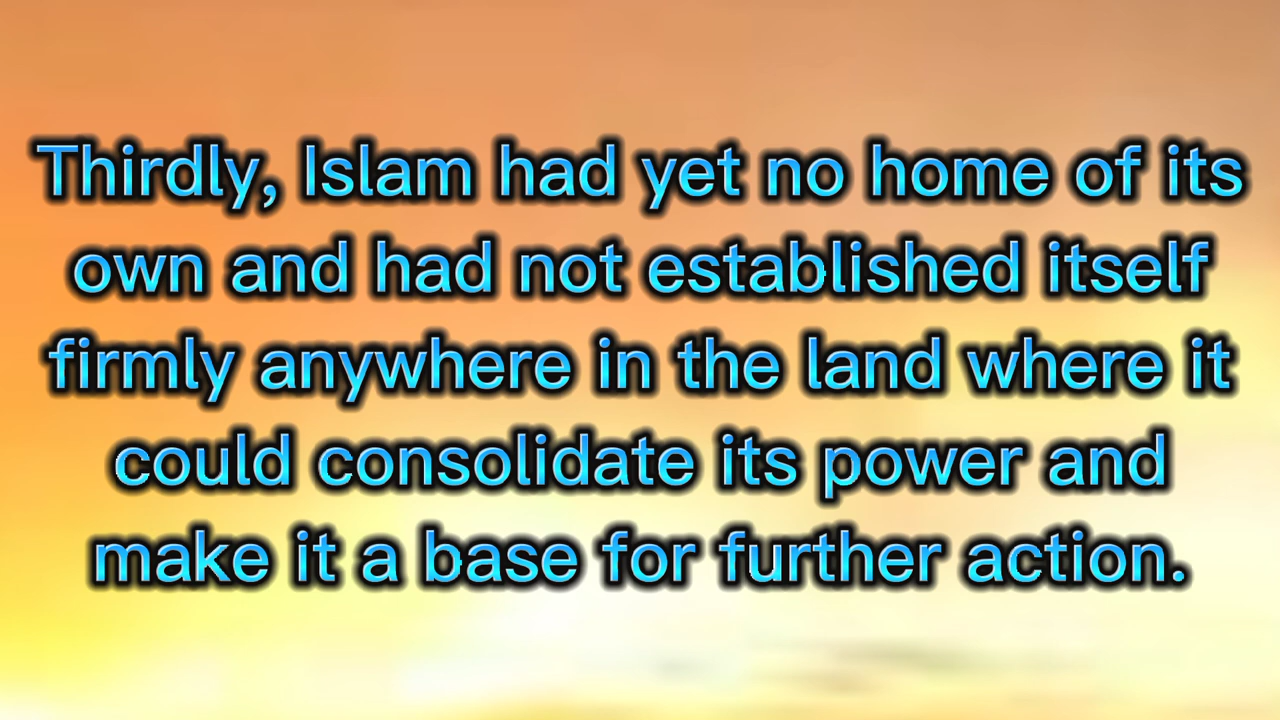 Thirdly, Islam had yet no home of its
own and had not established itself
firmly anywhere in the land where it
could consolidate its power and
make it a base for further action.